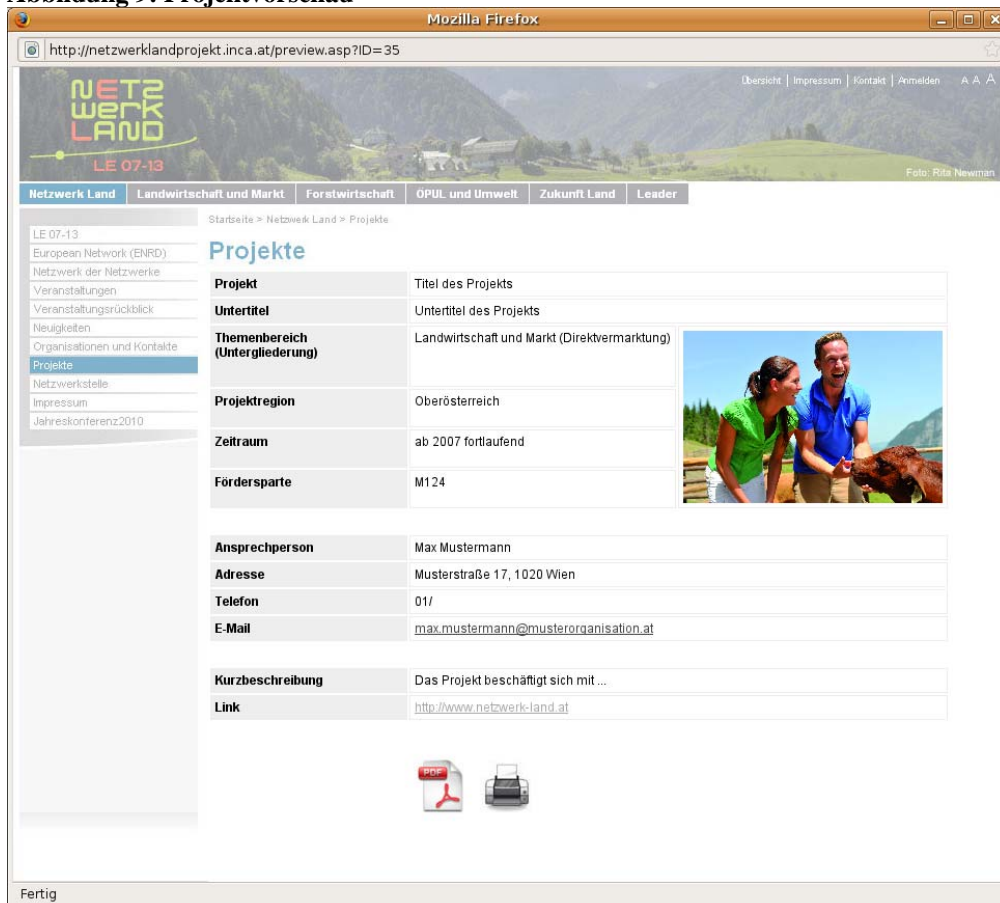 Abbildung 9: Projektvorschau
Mozilla Firefox
http://netzwerklandprojekt.inca.at/preview.asp?ID=35
Übersicht | Impressum | Kontakt | Anmelden A A A
NETZ
werk
LAND
LE 07-13
Foto: Rita Newman
Netzwerk Land Landwirtschaft und Markt Forstwirtschaft ÖPUL und Umwelt Zukunft Land Leader
Startseite > Netzwerk Land > Projekte
LE 07-13
European Network (ENRD)
Netzwerk der Netzwerke
Veranstaltungen
Veranstaltungsrückblick
Neuigkeiten
Organisationen und Kontakte
Projekte
Netzwerkstelle
Impressum
Jahreskonferenz2010
Projekte
Projekt Titel des Projekts
Untertitel Untertitel des Projekts
Themenbereich Landwirtschaft und Markt (Direktvermarktung)
(Untergliederung)
Projektregion Oberösterreich
Zeitraum ab 2007 fortlaufend
Fördersparte M124
Ansprechperson Max Mustermann
Adresse Musterstraße 17, 1020 Wien
Telefon 01/
E-Mail max.mustermann@musterorganisation.at
Kurzbeschreibung Das Projekt beschäftigt sich mit ...
Link http://www.netzwerk-land.at
PDF
Fertig